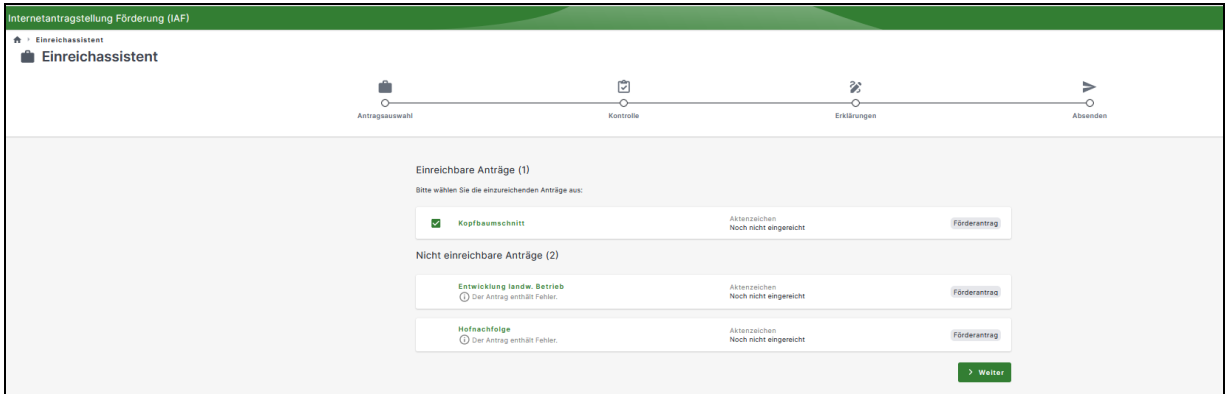 Internetantragstellung Förderung (IAF)
Einreichassistent
Einreichassistent
Antragsauswahl Kontrolle Erklärungen Absenden
Einreichbare Anträge (1)
Bitte wählen Sie die einzureichenden Anträge aus:
Aktenzeichen
Kopfbaumschnitt Noch nicht eingereicht Förderantrag
Nicht einreichbare Anträge (2)
Entwicklung landw. Betrieb Aktenzeichen
Der Antrag enthält Fehler. Noch nicht eingereicht Förderantrag
Hofnachfolge Aktenzeichen
Der Antrag enthält Fehler. Noch nicht eingereicht Förderantrag
Weiter